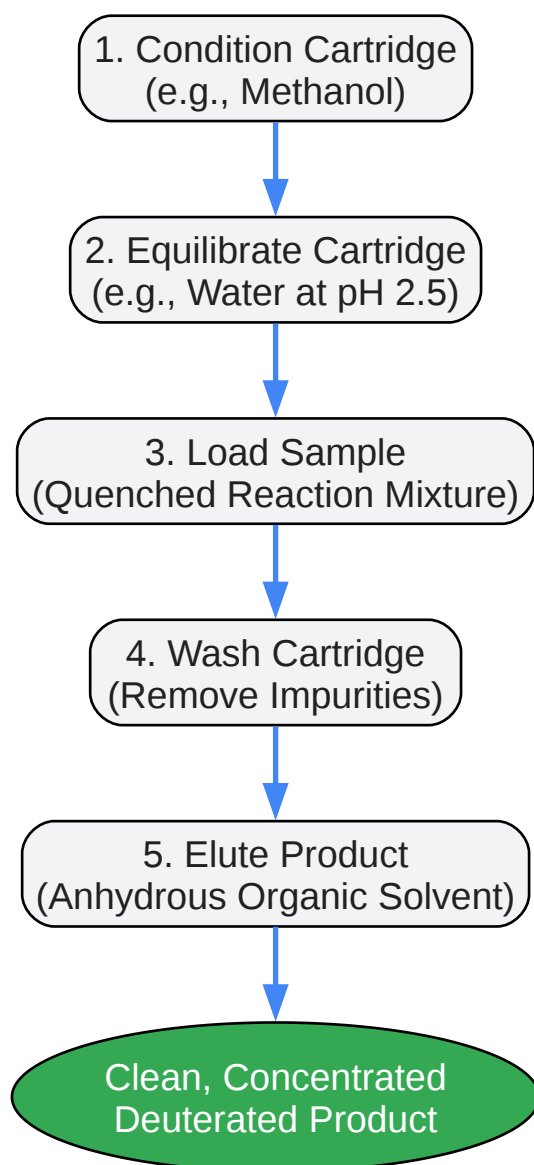 1. Condition Cartridge
(e.g., Methanol)
2. Equilibrate Cartridge
(e.g., Water at pH 2.5)
3. Load Sample
(Quenched Reaction Mixture)
4. Wash Cartridge
(Remove Impurities)
5. Elute Product
(Anhydrous Organic Solvent)
Clean, Concentrated
Deuterated Product